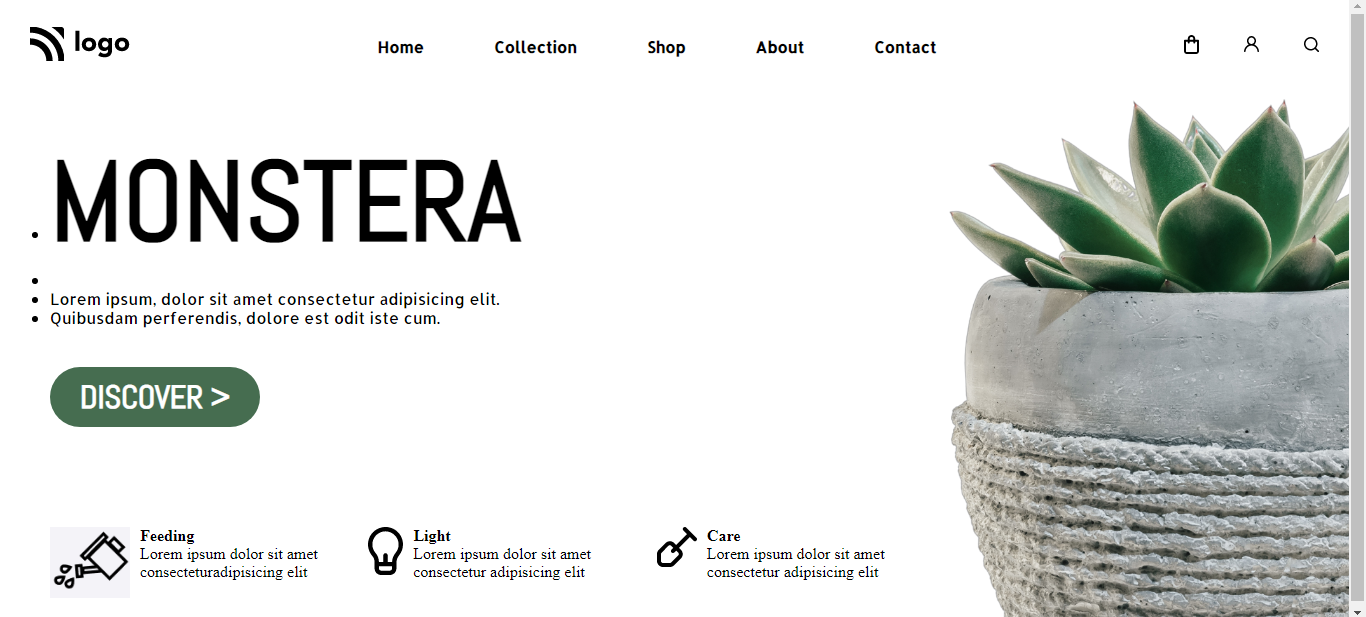 logo
Home Collection Shop About Contact
MONSTERA
Lorem ipsum, dolor sit amet consectetur adipisicing elit.
Quibusdam perferendis, dolore est odit iste cum.
DISCOVER >
Feeding
Lorem ipsum dolor sit amet
consecteturadipisicing elit
Light
Lorem ipsum dolor sit amet
consectetur adipisicing elit
Care
Lorem ipsum dolor sit amet
consectetur adipisicing elit